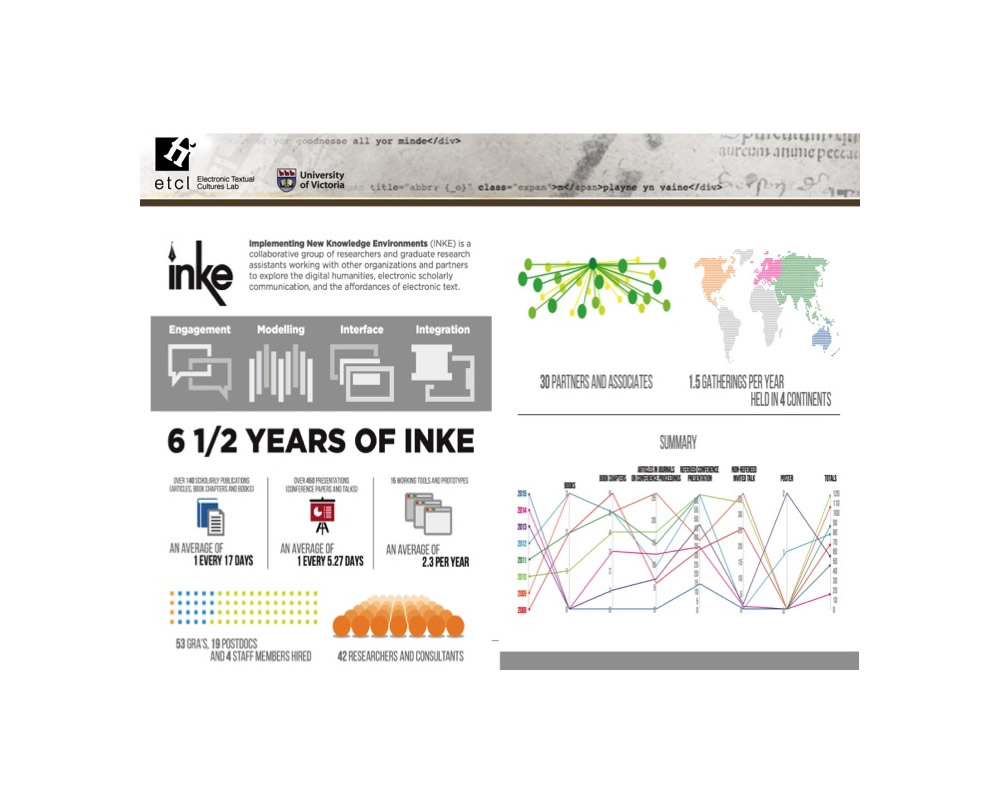 yor goodnesse all yor minde</div>
etcl
Electronic Textual
Cultures Lab
University
of Victoria
span title="abbr: {_o}" class="expan">m</span>playne yn vaine</div>
inke
Implementing New Knowledge Environments (INKE) is a
collaborative group of researchers and graduate research
assistants working with other organizations and partners
to explore the digital humanities, electronic scholarly
communication, and the affordances of electronic text.
Engagement
Modelling
Interface
Integration
6 1/2 YEARS OF INKE
OVER 140 SCHOLARLY PUBLICATIONS
(ARTICLES, BOOK CHAPTERS AND BOOKS)
AN AVERAGE OF
1 EVERY 17 DAYS
OVER 450 PRESENTATIONS
(CONFERENCE PAPERS AND TALKS)
AN AVERAGE OF
1 EVERY 5.27 DAYS
15 WORKING TOOLS AND PROTOTYPES
AN AVERAGE OF
2.3 PER YEAR
53 GRA'S, 19 POSTDOCS
AND 4 STAFF MEMBERS HIRED
42 RESEARCHERS AND CONSULTANTS
30 PARTNERS AND ASSOCIATES
1.5 GATHERINGS PER YEAR
HELD IN 4 CONTINENTS
SUMMARY
BOOKS
BOOK CHAPTERS
ARTICLES IN JOURNALS
OR CONFERENCE PROCEEDINGS
REFEREED CONFERENCE
PRESENTATION
NON-REFEREED
INVITED TALK
POSTER
TOTALS
2015
2014
2013
2012
2011
2010
2009
2008
120
110
100
90
80
70
60
50
40
30
20
10
0